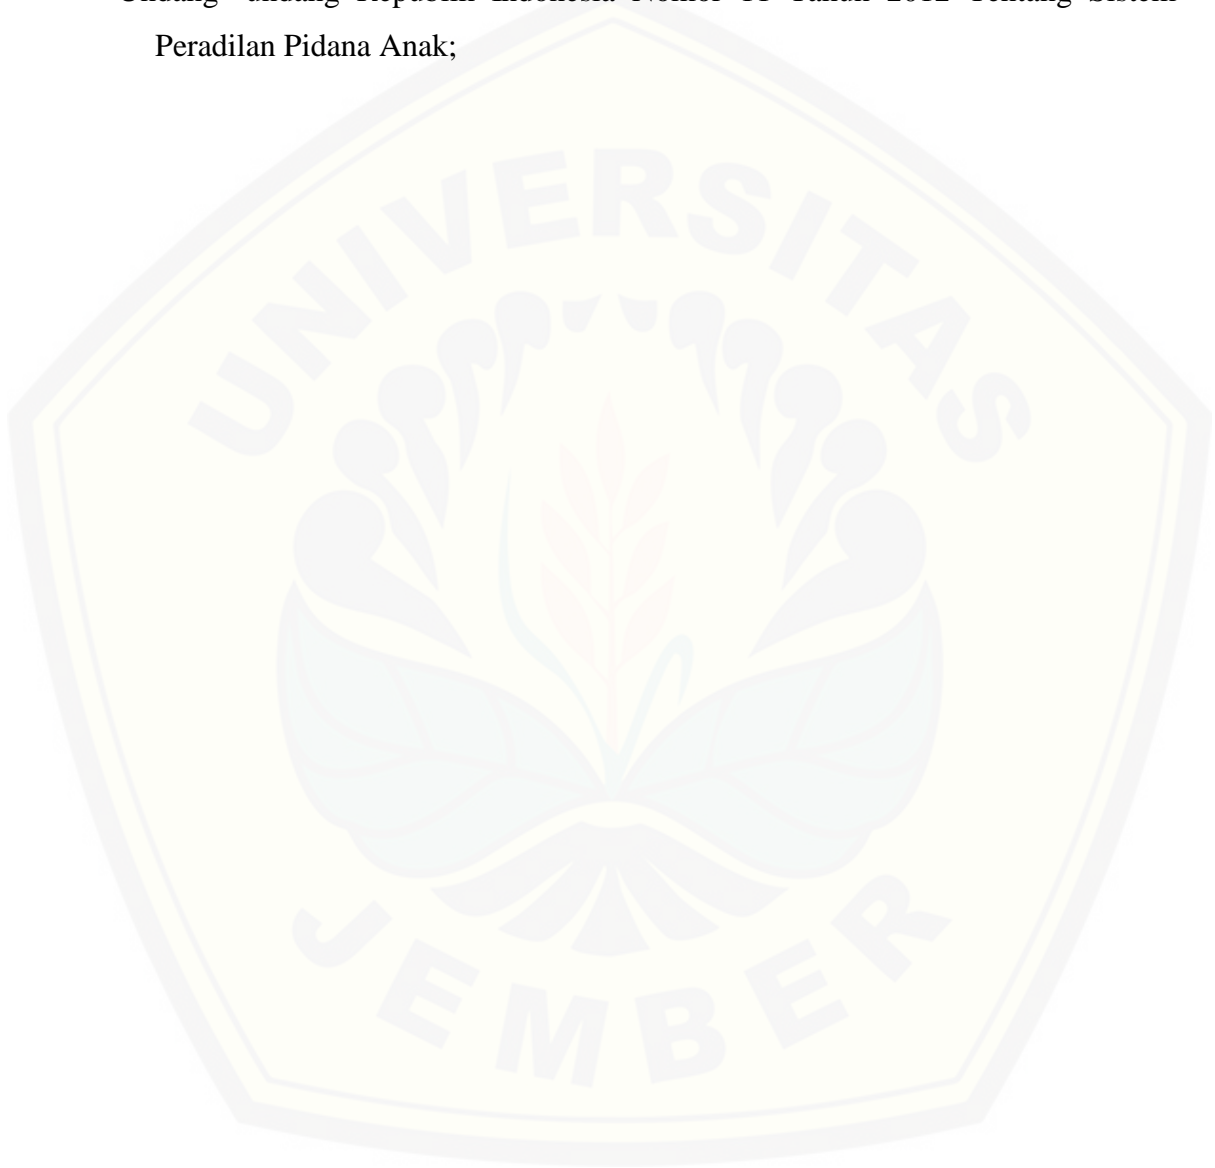 Undang- undang Republik Indonesia Nomor 11 Tahun 2012 Tentang Sistem
Peradilan Pidana Anak;
UNIVERSITAS
JEMBER